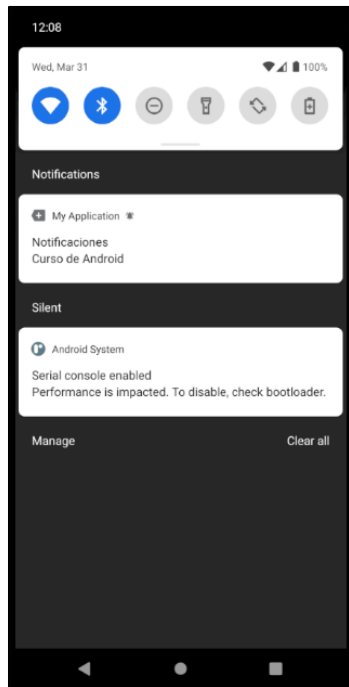 12:08
Wed, Mar 31
100%
Notifications
My Application
Notificaciones
Curso de Android
Silent
Android System
Serial console enabled
Performance is impacted. To disable, check bootloader.
Manage
Clear all